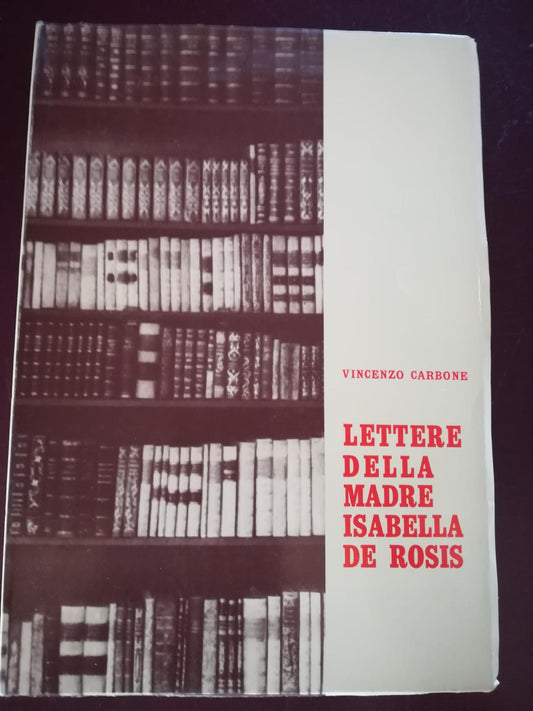 VINCENZO CARBONE
LETTERE
DELLA
MADRE
ISABELLA
DE ROSIS